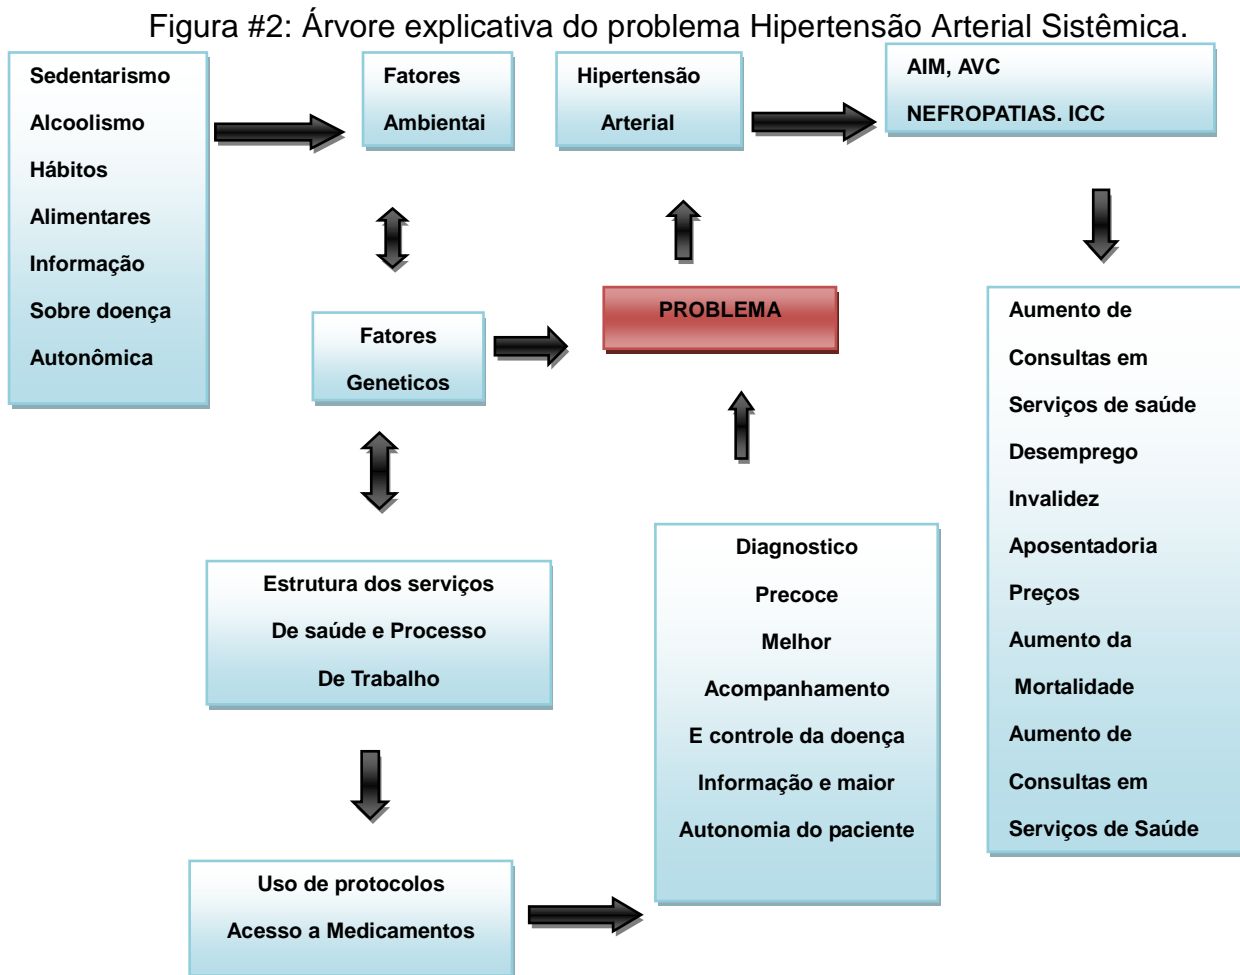 Figura #2: Árvore explicativa do problema Hipertensão Arterial Sistêmica.
Sedentarismo
Alcoolismo
Hábitos
Alimentares
Informação
Sobre doença
Autonômica
Fatores
Ambientai
Hipertensão
Arterial
AIM, AVC
NEFROPATIAS. ICC
Fatores
Geneticos
PROBLEMA
Aumento de
Consultas em
Serviços de saúde
Desemprego
Invalidez
Aposentadoria
Preços
Aumento da
Mortalidade
Aumento de
Consultas em
Serviços de Saúde
Estrutura dos serviços
De saúde e Processo
De Trabalho
Diagnostico
Precoce
Melhor
Acompanhamento
E controle da doença
Informação e maior
Autonomia do paciente
Uso de protocolos
Acesso a Medicamentos